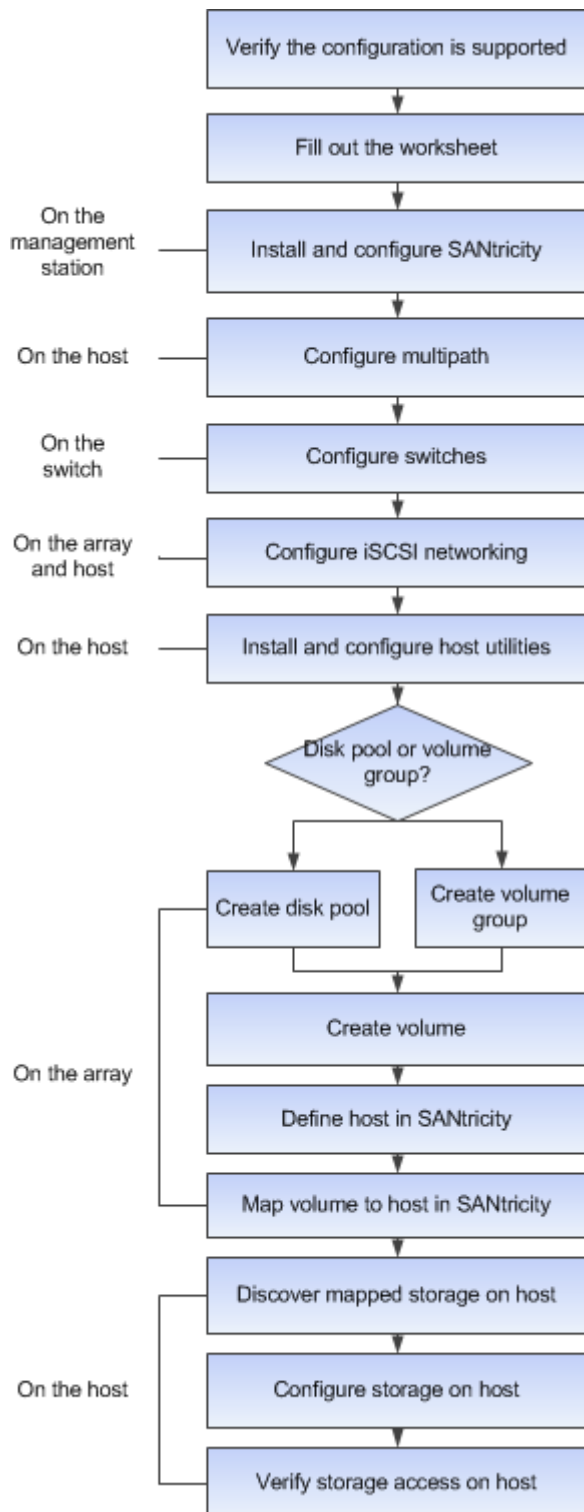 Verify the configuration is supported
Fill out the worksheet
On the
management
station
Install and configure SANtricity
On the host
Configure multipath
On the
switch
Configure switches
On the array
and host
Configure iSCSI networking
On the host
Install and configure host utilities
Disk pool or volume
group?
Create disk pool
Create volume
group
Create volume
On the array
Define host in SANtricity
Map volume to host in SANtricity
Discover mapped storage on host
On the host
Configure storage on host
Verify storage access on host